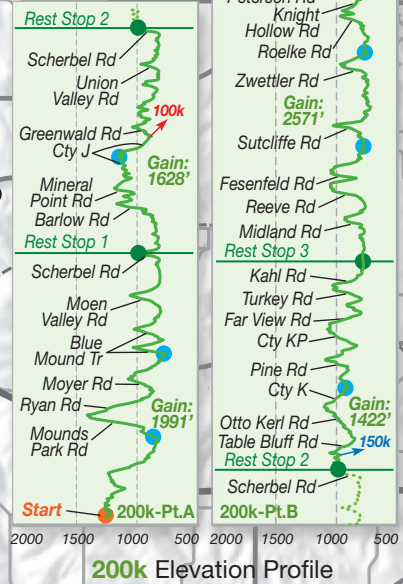 Rest Stop 2
Scherbel Rd
Union
Valley Rd
100k
Greenwald Rd
Cty J
Gain:
1628’
Mineral
Point Rd
Barlow Rd
Rest Stop 1
Scherbel Rd
Moen
Valley Rd
Blue
Mound Tr
Moyer Rd
Ryan Rd
Gain:
1991’
Mounds
Park Rd
Start
200k-Pt.A
2000 1500 1000 500
Knight
Hollow Rd
Roelke Rd
Zwettler Rd
Gain:
2571’
Sutcliffe Rd
Fesenfeld Rd
Reeve Rd
Midland Rd
Rest Stop 3
Kahl Rd
Turkey Rd
Far View Rd
Cty KP
Pine Rd
Cty K
Gain:
1422’
Otto Kerl Rd
Table Bluff Rd
150k
Rest Stop 2
Scherbel Rd
200k-Pt.B
2000 1500 1000 500
200k Elevation Profile